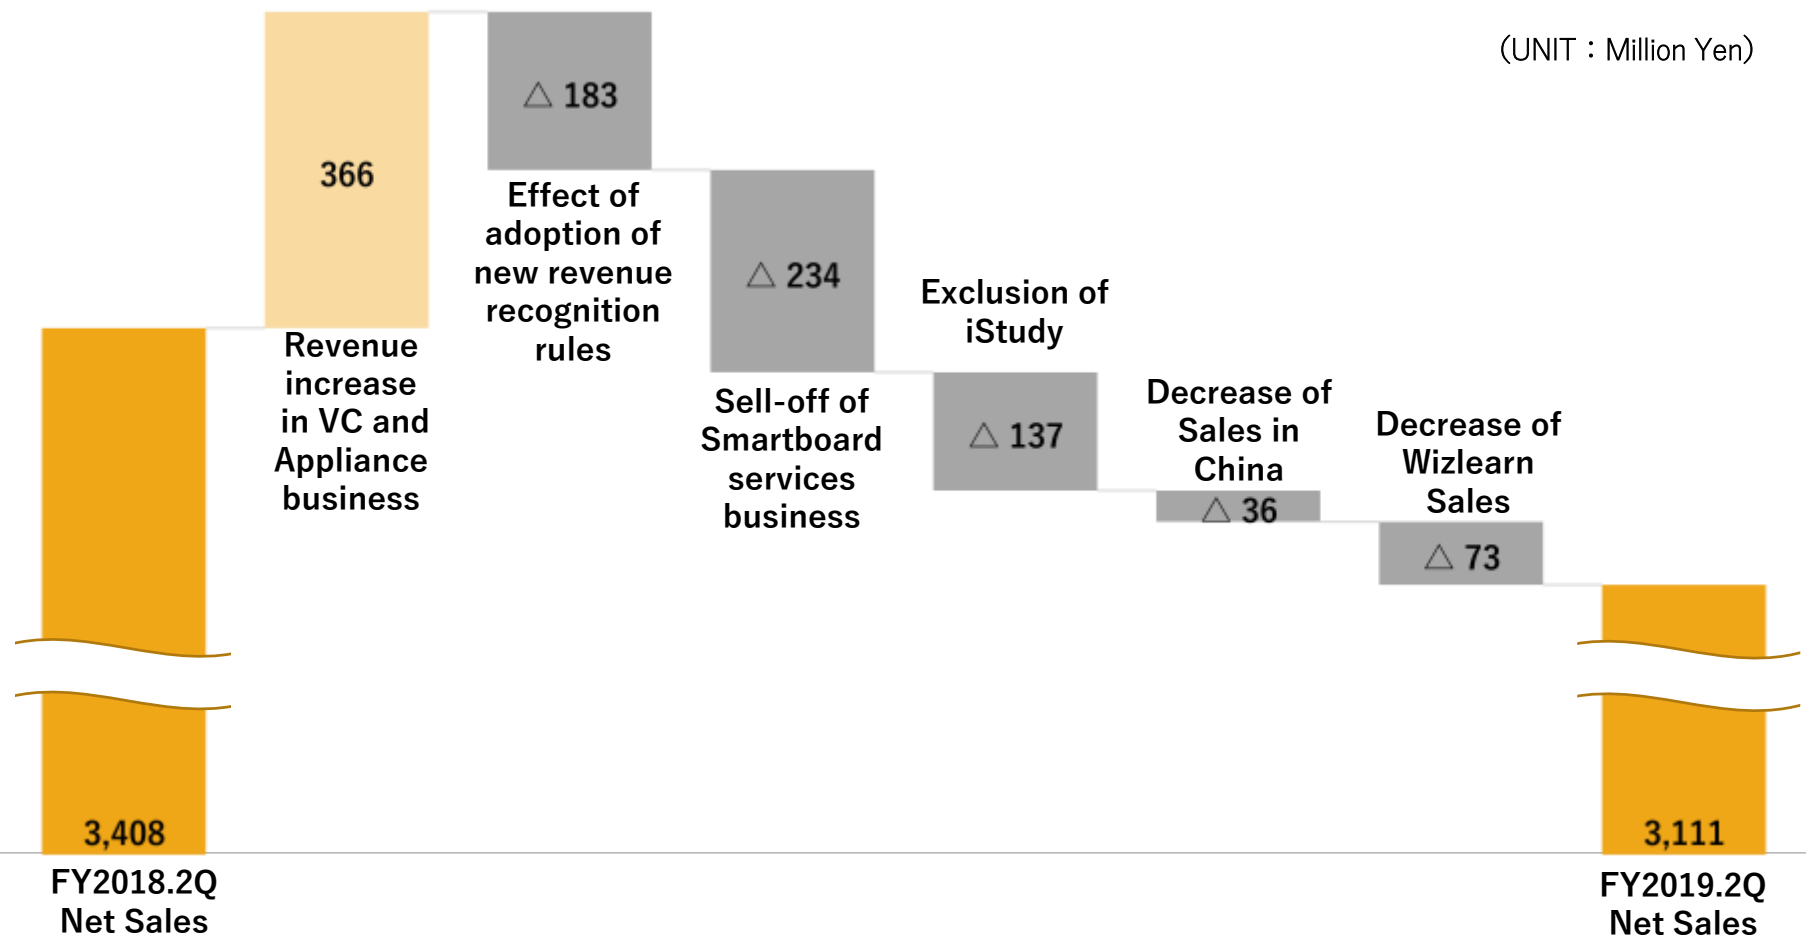 (UNIT：Million Yen)
366
Revenue
increase
in VC and
Appliance
business
△ 183
Effect of
adoption of
new revenue
recognition
rules
△ 234
Sell-off of
Smartboard
services
business
Exclusion of
iStudy
△ 137
Decrease of
Sales in
China
△ 36
Decrease of
Wizlearn
Sales
△ 73
3,408
FY2018.2Q
Net Sales
3,111
FY2019.2Q
Net Sales